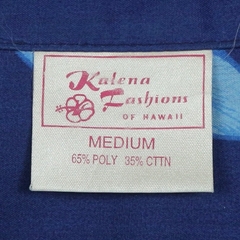 Kalena
Fashions
OF HAWAII
MEDIUM
65% POLY 35% CTTN